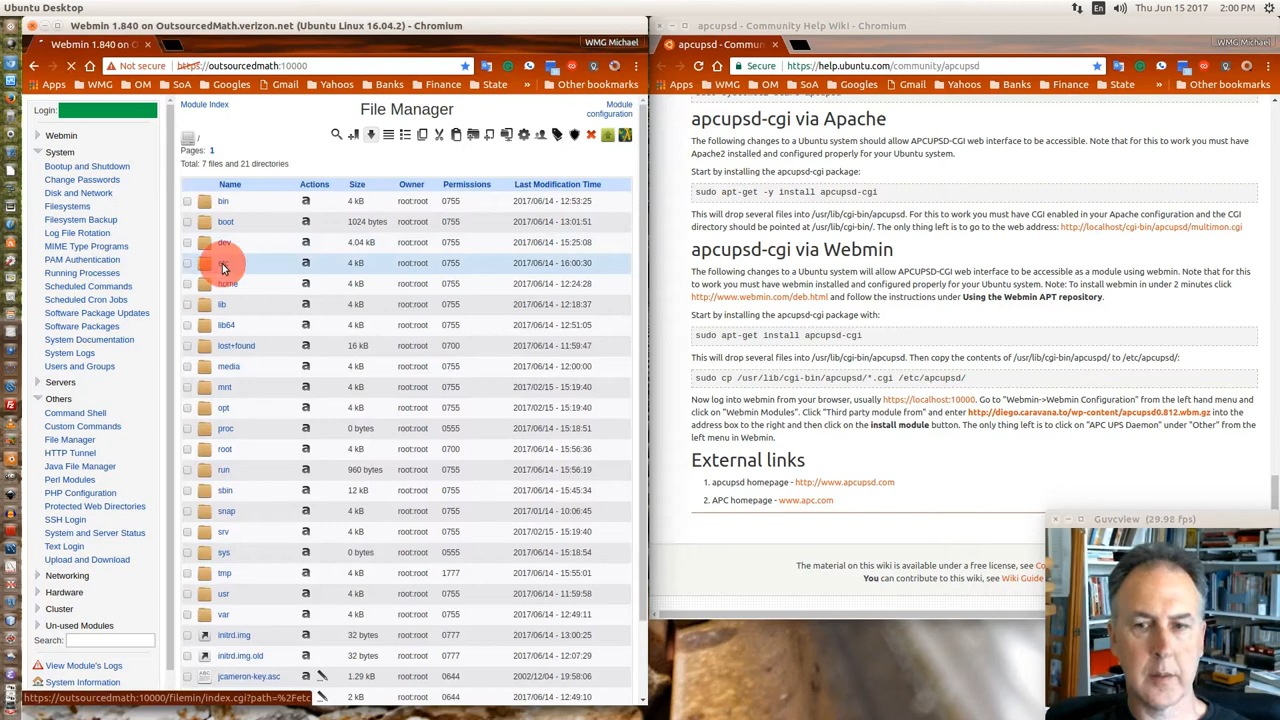 Ubuntu Desktop
En
Thu Jun 15 2017
2:00 PM
Webmin 1.840 on OutsourcedMath.verizon.net (Ubuntu Linux 16.04.2) - Chromium
Webmin 1.840 on O
WMG Michael
Not secure
https://outsourcedmath:10000
Apps
WMG
OM
SoA
Googles
Gmail
Yahoos
Banks
Finance
State
»
Other bookmarks
Login:
Webmin
System
Bootup and Shutdown
Change Passwords
Disk and Network
Filesystems
Filesystem Backup
Log File Rotation
MIME Type Programs
PAM Authentication
Running Processes
Scheduled Commands
Scheduled Cron Jobs
Software Package Updates
Software Packages
System Documentation
System Logs
Users and Groups
Servers
Others
Command Shell
Custom Commands
File Manager
HTTP Tunnel
Java File Manager
Perl Modules
PHP Configuration
Protected Web Directories
SSH Login
System and Server Status
Text Login
Upload and Download
Networking
Hardware
Cluster
Un-used Modules
Search:
View Module's Logs
System Information
Module Index
File Manager
Module
configuration
/
Pages: 1
Total: 7 files and 21 directories
Name Actions Size Owner Permissions Last Modification Time
bin a 4 kB root:root 0755 2017/06/14 - 12:53:25
boot a 1024 bytes root:root 0755 2017/06/14 - 13:01:51
dev a 4.04 kB root:root 0755 2017/06/14 - 15:25:08
a 4 kB root:root 0755 2017/06/14 - 16:00:30
home a 4 kB root:root 0755 2017/06/14 - 12:24:28
lib a 4 kB root:root 0755 2017/06/14 - 12:18:37
lib64 a 4 kB root:root 0755 2017/06/14 - 12:51:05
lost+found a 16 kB root:root 0700 2017/06/14 - 11:59:47
media a 4 kB root:root 0755 2017/06/14 - 12:00:00
mnt a 4 kB root:root 0755 2017/02/15 - 15:19:40
opt a 4 kB root:root 0755 2017/02/15 - 15:19:40
proc a 0 bytes root:root 0555 2017/06/14 - 15:18:51
root a 4 kB root:root 0700 2017/06/14 - 15:56:36
run a 960 bytes root:root 0755 2017/06/14 - 15:56:19
sbin a 12 kB root:root 0755 2017/06/14 - 15:45:34
snap a 4 kB root:root 0755 2017/01/14 - 10:06:45
srv a 4 kB root:root 0755 2017/02/15 - 15:19:40
sys a 0 bytes root:root 0555 2017/06/14 - 15:18:54
tmp a 4 kB root:root 1777 2017/06/14 - 15:55:01
usr a 4 kB root:root 0755 2017/06/14 - 11:59:58
var a 4 kB root:root 0755 2017/06/14 - 12:49:11
initrd.img a 32 bytes root:root 0777 2017/06/14 - 13:00:25
initrd.img.old a 32 bytes root:root 0777 2017/06/14 - 12:07:29
jcameron-key.asc a 1.29 kB root:root 0644 2002/12/04 - 19:58:06
2 kB root:root 0644 2017/06/14 - 12:49:10
https://outsourcedmath:10000/filemin/index.cgi?path=%2Fetc
apcupsd - Community Help Wiki - Chromium
apcupsd - Commun
WMG Michael
Secure
https://help.ubuntu.com/community/apcupsd
Apps
WMG
OM
SoA
Googles
Gmail
Yahoos
Banks
Finance
State
»
Other bookmarks
apcupsd-cgi via Apache
The following changes to a Ubuntu system should allow APCUPSD-CGI web interface to be accessible. Note that for this to work you must have
Apache2 installed and configured properly for your Ubuntu system.
Start by installing the apcupsd-cgi package:
sudo apt-get -y install apcupsd-cgi
This will drop several files into /usr/lib/cgi-bin/apcupsd. For this to work you must have CGI enabled in your Apache configuration and the CGI
directory should be pointed at /usr/lib/cgi-bin/. The only thing left is to go to the web address: http://localhost/cgi-bin/apcupsd/multimon.cgi
apcupsd-cgi via Webmin
The following changes to a Ubuntu system will allow APCUPSD-CGI web interface to be accessible as a module using webmin. Note that for this
to work you must have webmin installed and configured properly for your Ubuntu system. Note: To install webmin in under 2 minutes click
http://www.webmin.com/deb.html and follow the instructions under Using the Webmin APT repository.
Start by installing the apcupsd-cgi package with:
sudo apt-get install apcupsd-cgi
This will drop several files into /usr/lib/cgi-bin/apcupsd. Then copy the contents of /usr/lib/cgi-bin/apcupsd/ to /etc/apcupsd/:
sudo cp /usr/lib/cgi-bin/apcupsd/*.cgi /etc/apcupsd/
Now log into webmin from your browser, usually https://localhost:10000. Go to "Webmin->Webmin Configuration" from the left hand menu and
click on "Webmin Modules". Click "Third party module from" and enter http://diego.caravana.to/wp-content/apcupsd0.812.wbm.gz into the
address box to the right and then click on the install module button. The only thing left is to click on "APC UPS Daemon" under "Other" from the
left menu in Webmin.
External links
1. apcupsd homepage - http://www.apcupsd.com
2. APC homepage - www.apc.com
The material on this wiki is available under a free license, see
You can contribute to this wiki, see Wiki Guide
Guvcview (29.98 fps)